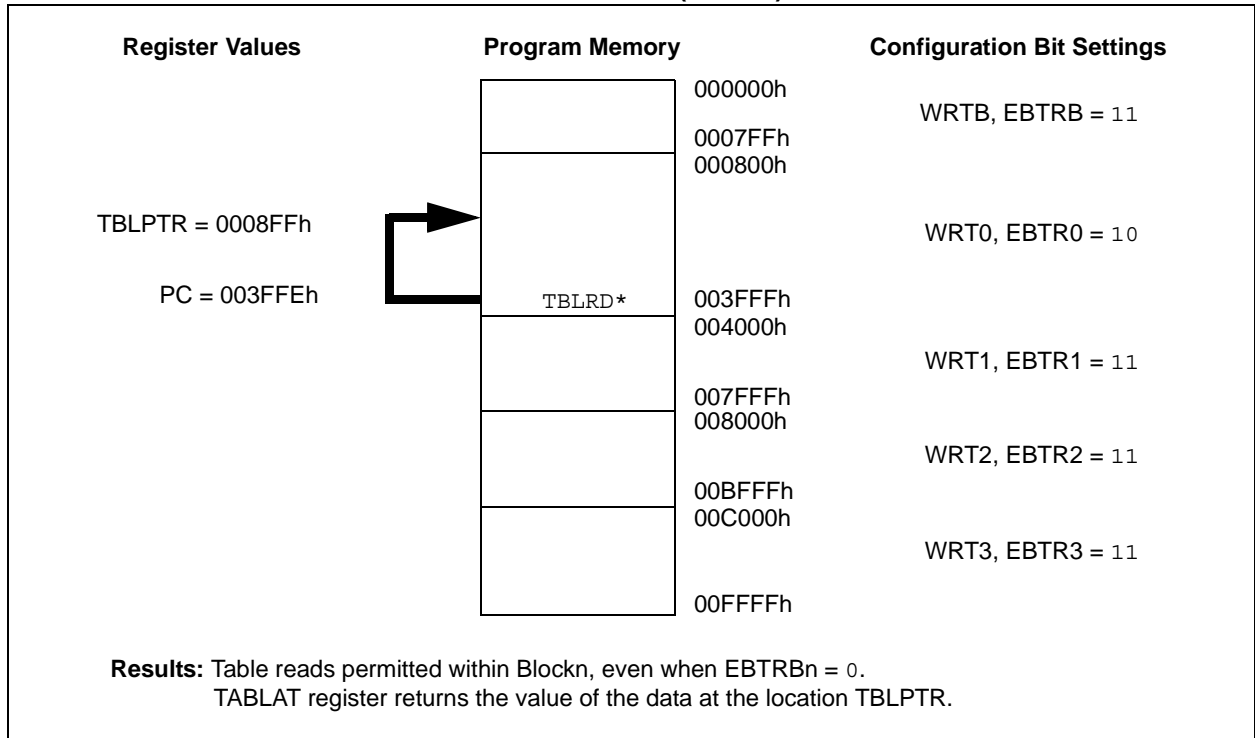 Register Values
Program Memory
Configuration Bit Settings
000000h
WRTB, EBTRB = 11
0007FFh
000800h
TBLPTR = 0008FFh
WRT0, EBTR0 = 10
PC = 003FFEh
TBLRD*
003FFFh
004000h
WRT1, EBTR1 = 11
007FFFh
008000h
WRT2, EBTR2 = 11
00BFFFh
00C000h
WRT3, EBTR3 = 11
00FFFFh
Results: Table reads permitted within Blockn, even when EBTRBn = 0.
TABLAT register returns the value of the data at the location TBLPTR.